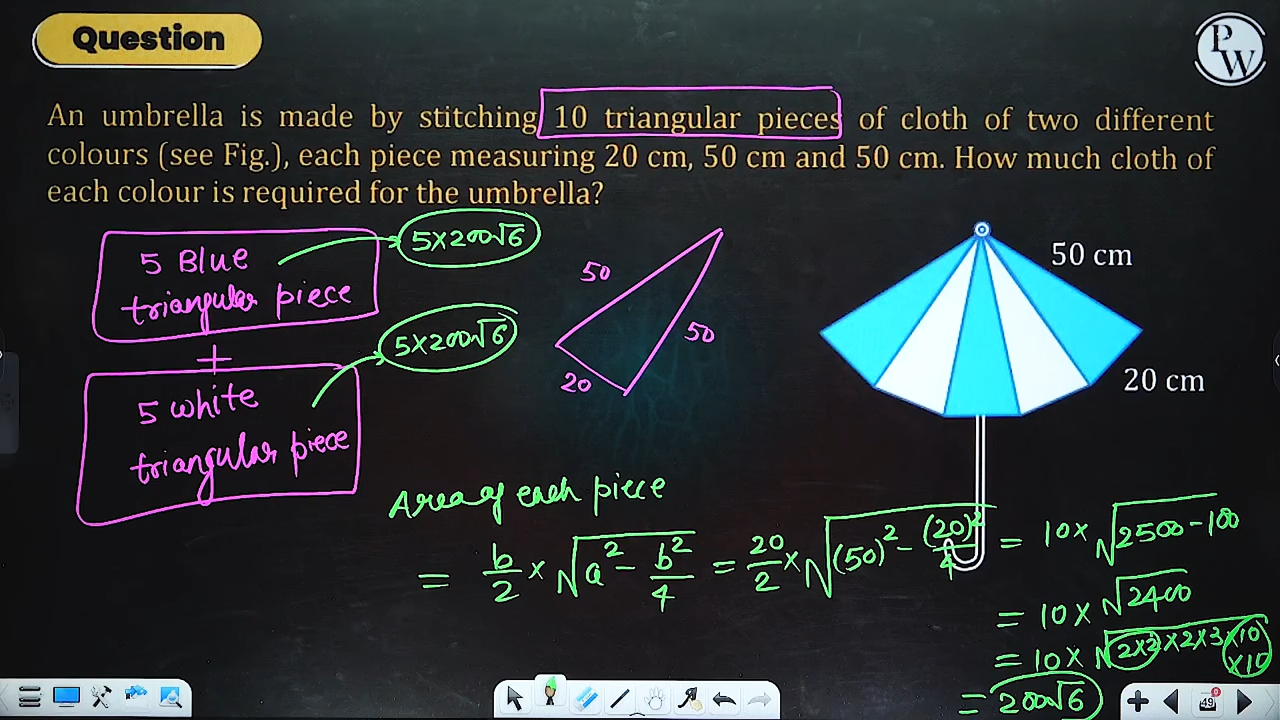 Question
PW
An umbrella is made by stitching 10 triangular pieces of cloth of two different
colours (see Fig.), each piece measuring 20 cm, 50 cm and 50 cm. How much cloth of
each colour is required for the umbrella?
5 Blue
triangular piece
5×200√6
+
5 white
triangular piece
5×200√6
50
50
20
50 cm
20 cm
Area of each piece
= b/2 × √(a² - b²/4) = 20/2 × √((50)² - (20)²/4) = 10 × √(2500-100)
= 10 × √2400
= 10 × √(2×2×2×3×10×10)
= 200√6
49